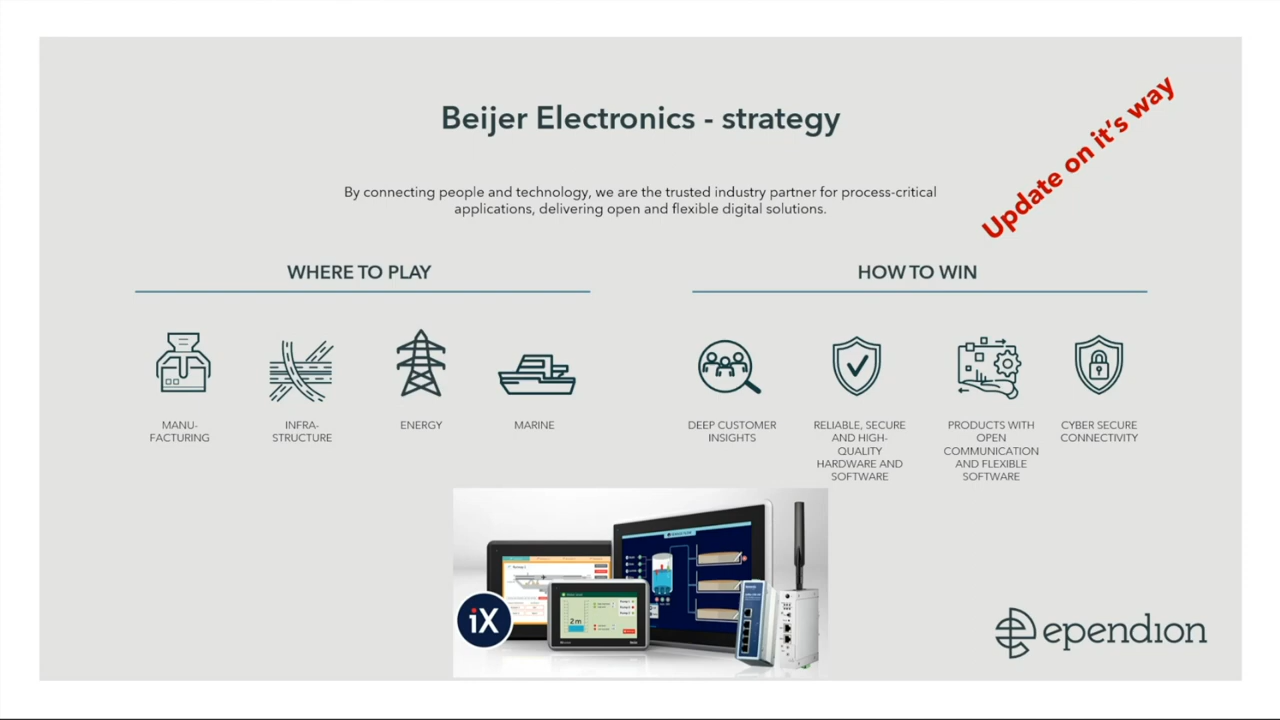 Beijer Electronics - strategy
Update on it's way
By connecting people and technology, we are the trusted industry partner for process-critical
applications, delivering open and flexible digital solutions.
WHERE TO PLAY
MANU-
FACTURING
INFRA-
STRUCTURE
ENERGY
MARINE
HOW TO WIN
DEEP CUSTOMER
INSIGHTS
RELIABLE, SECURE
AND HIGH-
QUALITY
HARDWARE AND
SOFTWARE
PRODUCTS WITH
OPEN
COMMUNICATION
AND FLEXIBLE
SOFTWARE
CYBER SECURE
CONNECTIVITY
iX
2 m
ependion